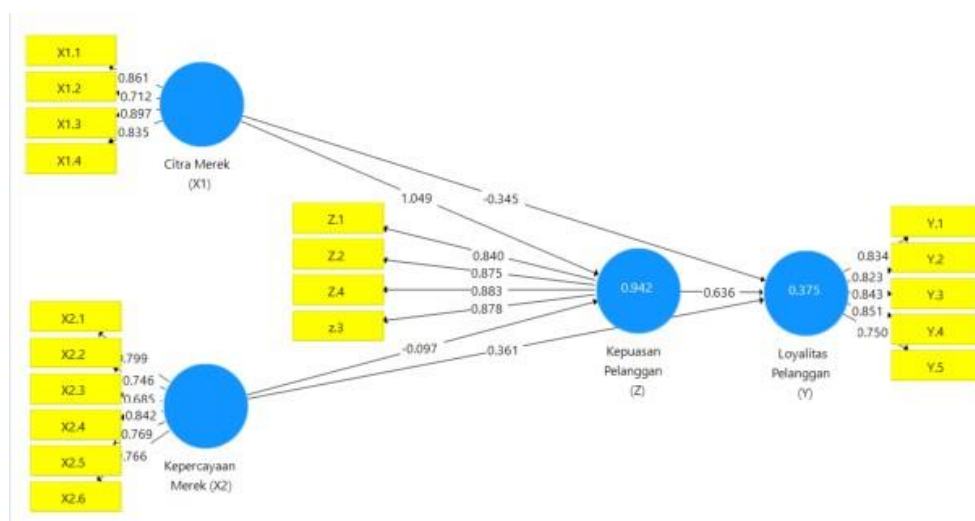 X1.1
X1.2
X1.3
X1.4
0.861
0.712
0.897
0.835
Citra Merek
(X1)
1.049
-0.345
Z.1
Z.2
Z.4
z.3
0.840
0.875
0.883
0.878
0.942
Kepuasan
Pelanggan
(Z)
0.636
0.375
Loyalitas
Pelanggan
(Y)
0.834
0.823
0.843
0.851
0.750
Y.1
Y.2
Y.3
Y.4
Y.5
-0.097
0.361
X2.1
X2.2
X2.3
X2.4
X2.5
X2.6
.799
0.746
0.685
0.842
0.769
.766
Kepercayaan
Merek (X2)